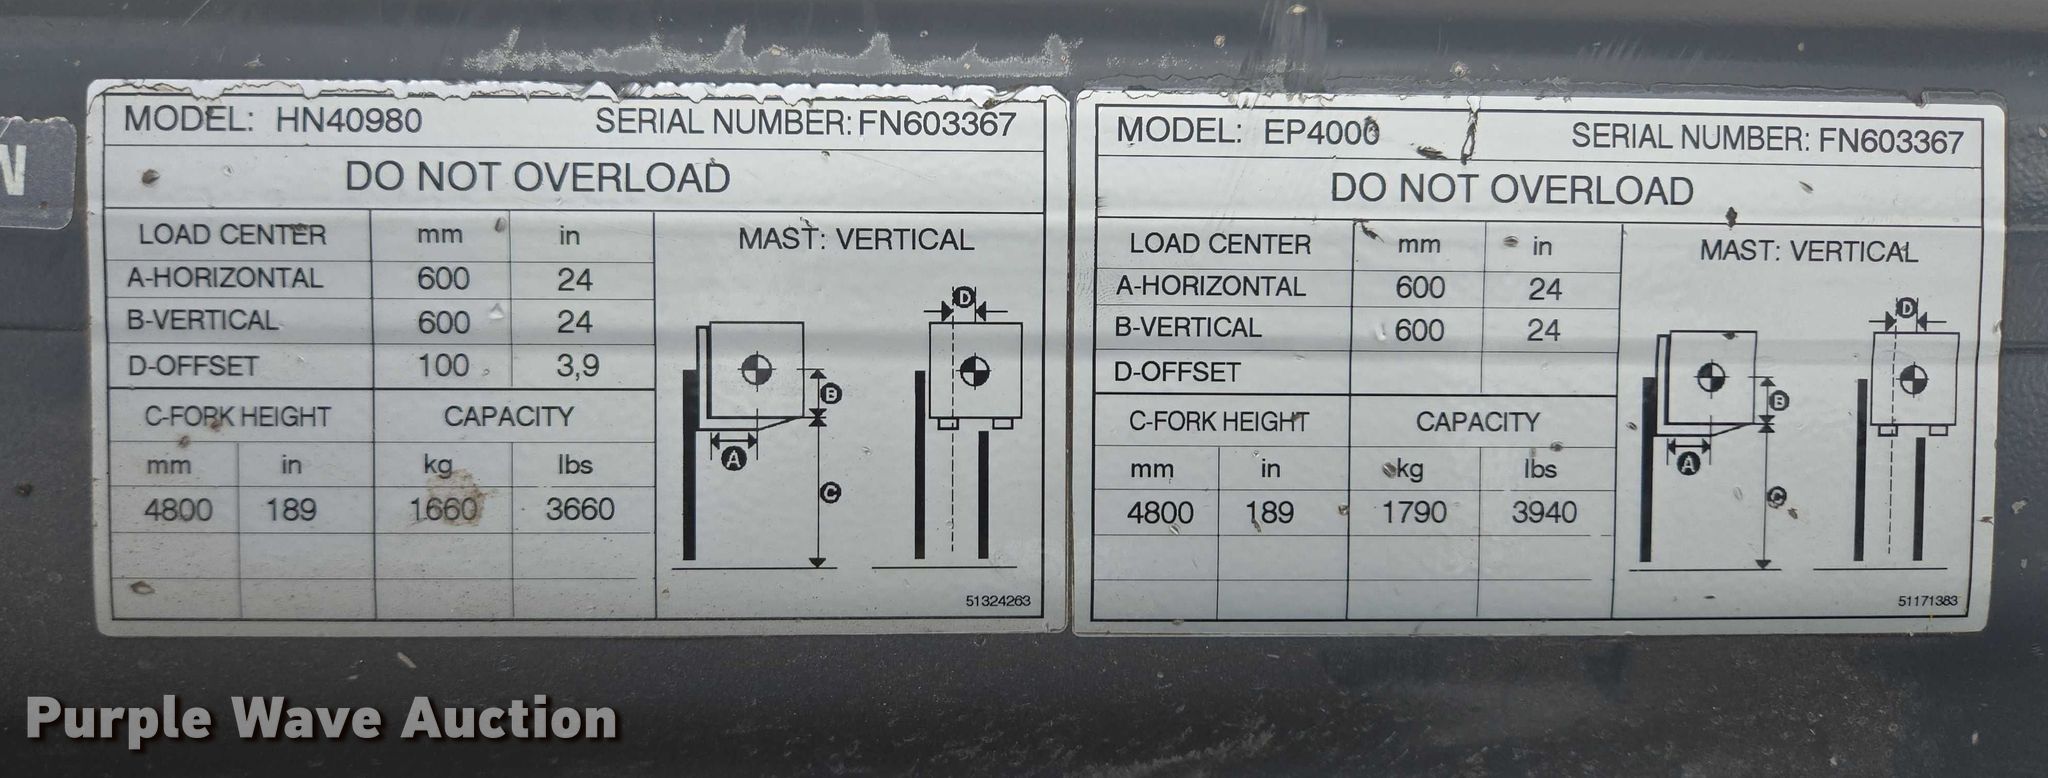 MODEL: HN40980 SERIAL NUMBER: FN603367
DO NOT OVERLOAD
LOAD CENTER mm in
A-HORIZONTAL 600 24
B-VERTICAL 600 24
D-OFFSET 100 3,9
C-FORK HEIGHT CAPACITY
mm in kg lbs
4800 189 1660 3660
MAST: VERTICAL
D
B
A
C
51324263
MODEL: EP4000 SERIAL NUMBER: FN603367
DO NOT OVERLOAD
LOAD CENTER mm in
A-HORIZONTAL 600 24
B-VERTICAL 600 24
D-OFFSET
C-FORK HEIGHT CAPACITY
mm in kg lbs
4800 189 1790 3940
MAST: VERTICAL
D
B
A
C
51171383
N
Purple Wave Auction